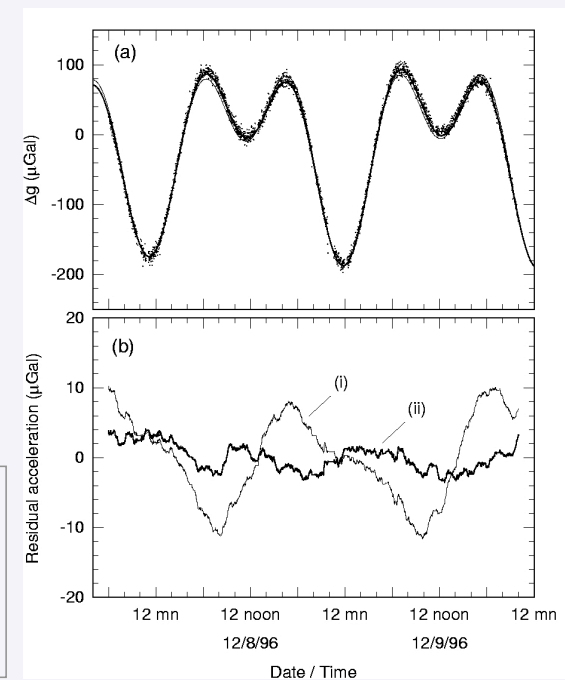 (a)
100
0
-100
-200
Δg (μGal)
20
(b)
(i)
(ii)
10
0
-10
-20
Residual acceleration (μGal)
12 mn 12 noon 12 mn 12 noon 12 mn
12/8/96 12/9/96
Date / Time